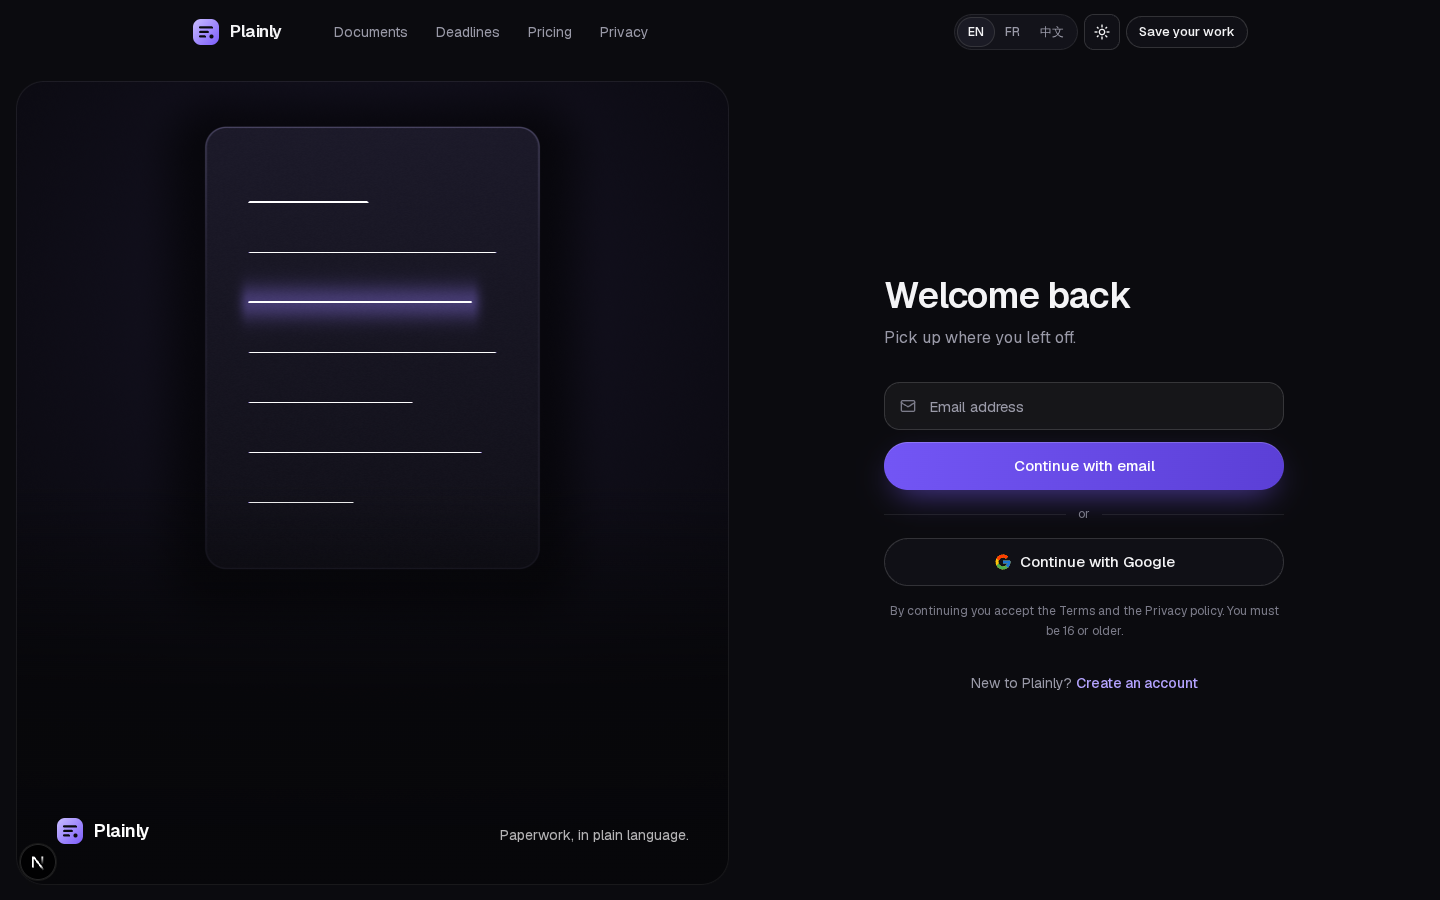 Plainly
Documents
Deadlines
Pricing
Privacy
EN
FR
中文
Save your work
Welcome back
Pick up where you left off.
Email address
Continue with email
or
Continue with Google
By continuing you accept the Terms and the Privacy policy. You must
be 16 or older.
New to Plainly? Create an account
Plainly
Paperwork, in plain language.
N